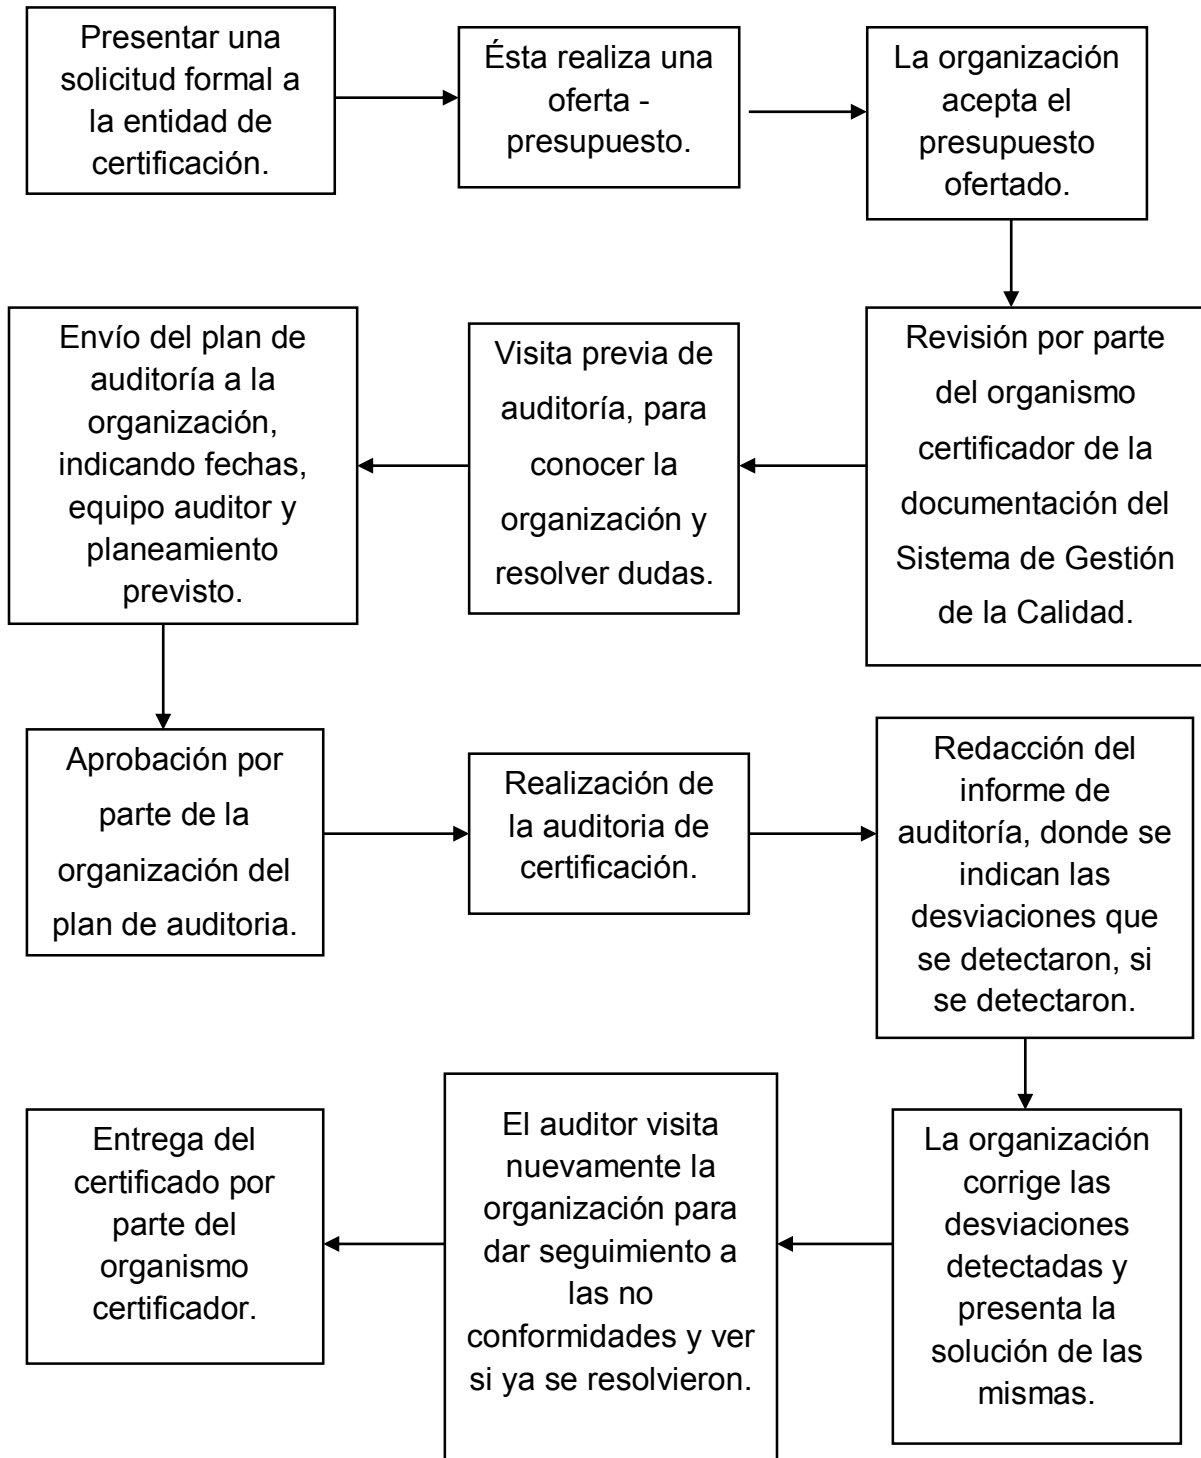 Presentar una
solicitud formal a
la entidad de
certificación.
Ésta realiza una
oferta -
presupuesto.
La organización
acepta el
presupuesto
ofertado.
Revisión por parte
del organismo
certificador de la
documentación del
Sistema de Gestión
de la Calidad.
Visita previa de
auditoría, para
conocer la
organización y
resolver dudas.
Envío del plan de
auditoría a la
organización,
indicando fechas,
equipo auditor y
planeamiento
previsto.
Aprobación por
parte de la
organización del
plan de auditoria.
Realización de
la auditoria de
certificación.
Redacción del
informe de
auditoría, donde se
indican las
desviaciones que
se detectaron, si
se detectaron.
La organización
corrige las
desviaciones
detectadas y
presenta la
solución de las
mismas.
El auditor visita
nuevamente la
organización para
dar seguimiento a
las no
conformidades y ver
si ya se resolvieron.
Entrega del
certificado por
parte del
organismo
certificador.